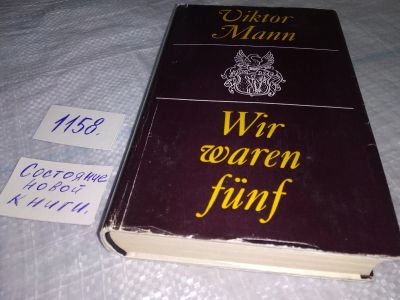 Viktor
Mann
Wir
waren
fünf
1158.
Состояние
новой
книги.